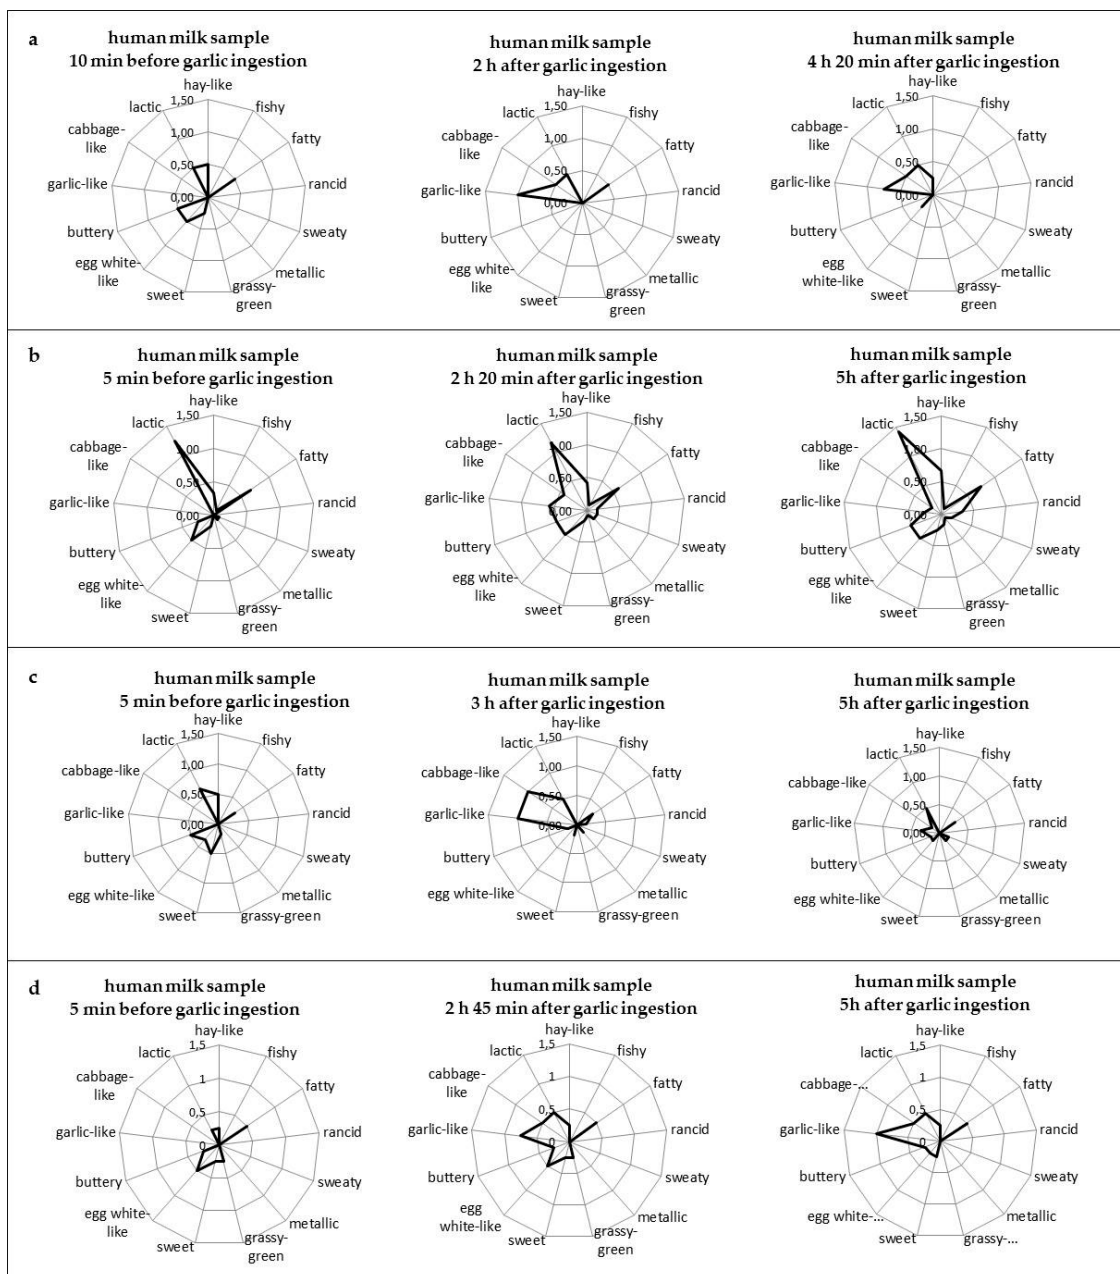 a
human milk sample
10 min before garlic ingestion
hay-like
fishy
fatty
rancid
sweaty
metallic
grassy-
green
sweet
egg white-
like
buttery
garlic-like
cabbage-
like
lactic
1,50
1,00
0,50
0,00
human milk sample
2 h after garlic ingestion
hay-like
fishy
fatty
rancid
sweaty
metallic
grassy-
green
sweet
egg white-
like
buttery
garlic-like
cabbage-
like
lactic
1,50
1,00
0,50
0,00
human milk sample
4 h 20 min after garlic ingestion
hay-like
fishy
fatty
rancid
sweaty
metallic
grassy-
green
sweet
egg
white-like
buttery
garlic-like
cabbage-
like
lactic
1,50
1,00
0,50
0,00
b
human milk sample
5 min before garlic ingestion
hay-like
fishy
fatty
rancid
sweaty
metallic
grassy-
green
sweet
egg white-
like
buttery
garlic-like
cabbage-
like
lactic
1,50
1,00
0,50
0,00
human milk sample
2 h 20 min after garlic ingestion
hay-like
fishy
fatty
rancid
sweaty
metallic
grassy-
green
sweet
egg white-
like
buttery
garlic-like
cabbage-
like
lactic
1,50
1,00
0,50
0,00
human milk sample
5h after garlic ingestion
hay-like
fishy
fatty
rancid
sweaty
metallic
grassy-
green
sweet
egg white-
like
buttery
garlic-like
cabbage-
like
lactic
1,50
1,00
0,50
0,00
c
human milk sample
5 min before garlic ingestion
hay-like
fishy
fatty
rancid
sweaty
metallic
grassy-green
sweet
egg white-like
buttery
garlic-like
cabbage-like
lactic
1,50
1,00
0,50
0,00
human milk sample
3 h after garlic ingestion
hay-like
fishy
fatty
rancid
sweaty
metallic
grassy-green
sweet
egg white-like
buttery
garlic-like
cabbage-like
lactic
1,50
1,00
0,50
0,00
human milk sample
5h after garlic ingestion
hay-like
fishy
fatty
rancid
sweaty
metallic
grassy-green
sweet
egg white-like
buttery
garlic-like
cabbage-like
lactic
1,50
1,00
0,50
0,00
d
human milk sample
5 min before garlic ingestion
hay-like
fishy
fatty
rancid
sweaty
metallic
grassy-
green
sweet
egg white-
like
buttery
garlic-like
cabbage-
like
lactic
1,5
1
0,5
0
human milk sample
2 h 45 min after garlic ingestion
hay-like
fishy
fatty
rancid
sweaty
metallic
grassy-
green
sweet
egg
white-like
buttery
garlic-like
cabbage-
like
lactic
1,5
1
0,5
0
human milk sample
5h after garlic ingestion
hay-like
fishy
fatty
rancid
sweaty
metallic
grassy-...
sweet
egg white-...
buttery
garlic-like
cabbage-...
lactic
1,5
1
0,5
0